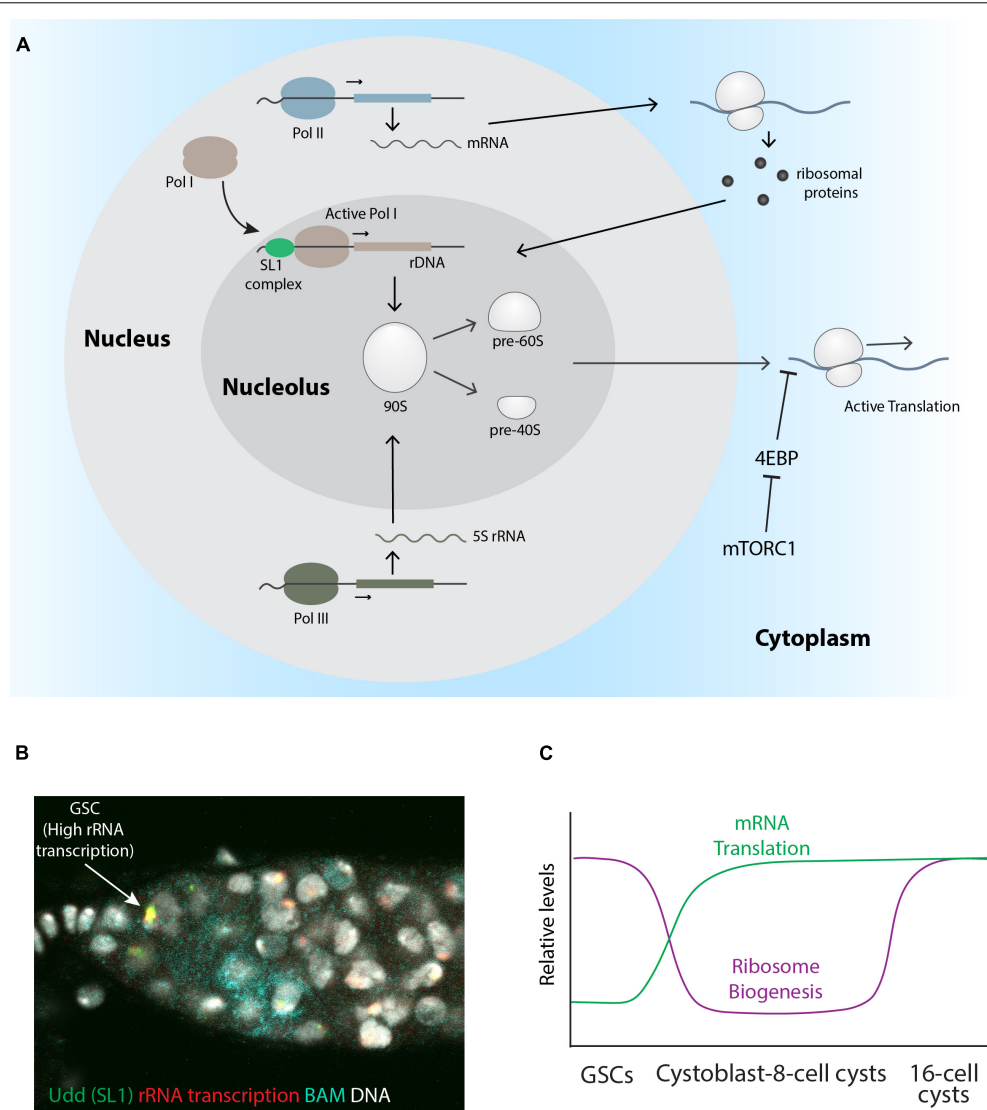 A
Pol II
mRNA
ribosomal
proteins
Pol I
Active Pol I
SL1
complex
rDNA
Nucleus
Nucleolus
90S
pre-60S
pre-40S
Active Translation
4EBP
mTORC1
5S rRNA
Pol III
Cytoplasm
B
GSC
(High rRNA
transcription)
Udd (SL1) rRNA transcription BAM DNA
C
Relative levels
mRNA
Translation
Ribosome
Biogenesis
GSCs
Cystoblast-8-cell cysts
16-cell
cysts